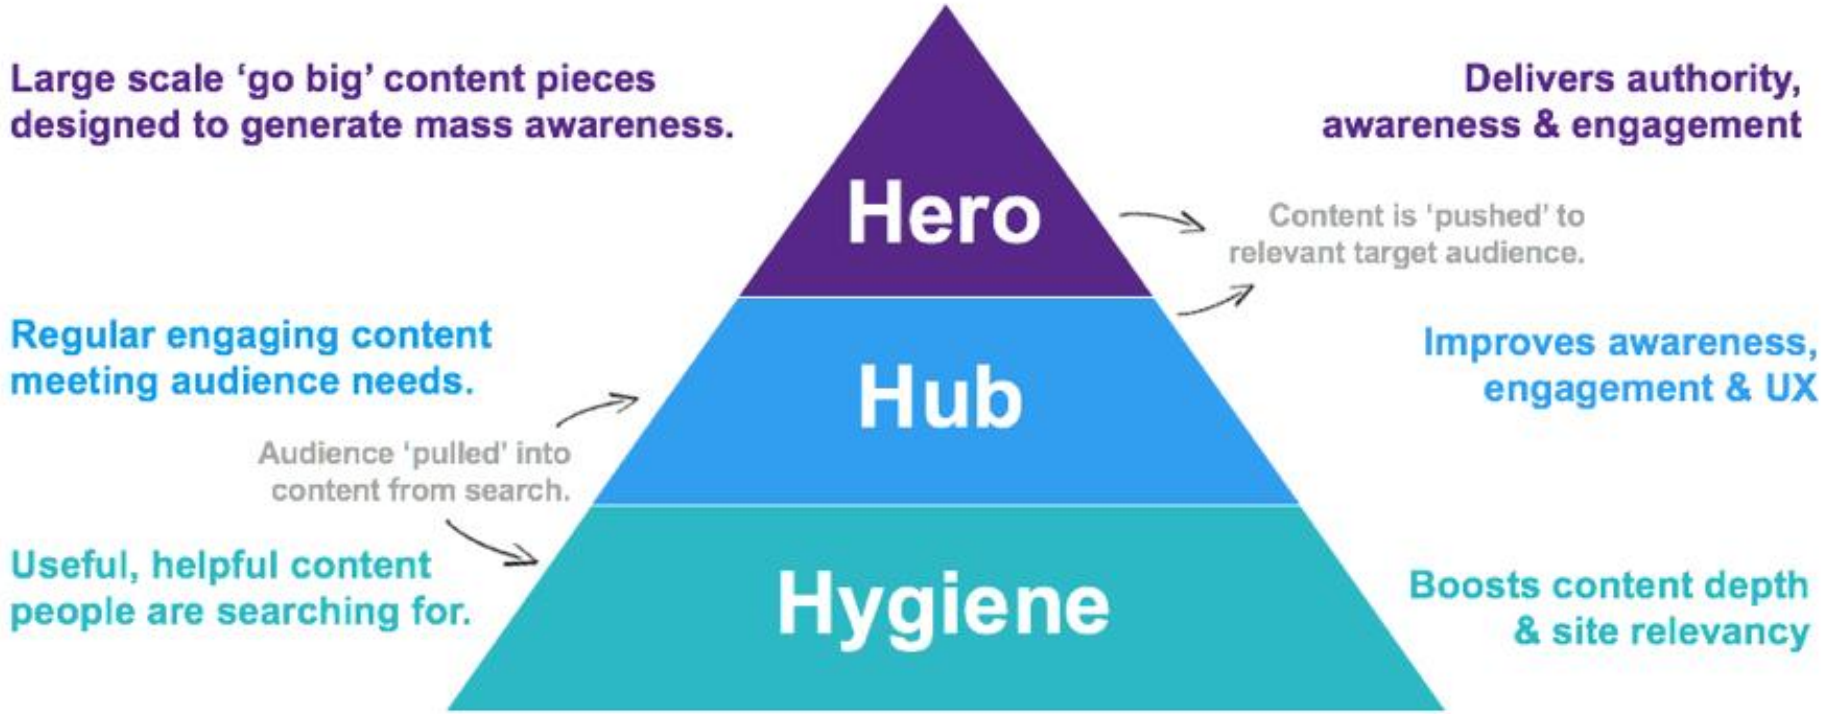 Large scale ‘go big’ content pieces
designed to generate mass awareness.
Delivers authority,
awareness & engagement
Hero
Content is ‘pushed’ to
relevant target audience.
Regular engaging content
meeting audience needs.
Hub
Improves awareness,
engagement & UX
Audience ‘pulled’ into
content from search.
Useful, helpful content
people are searching for.
Hygiene
Boosts content depth
& site relevancy